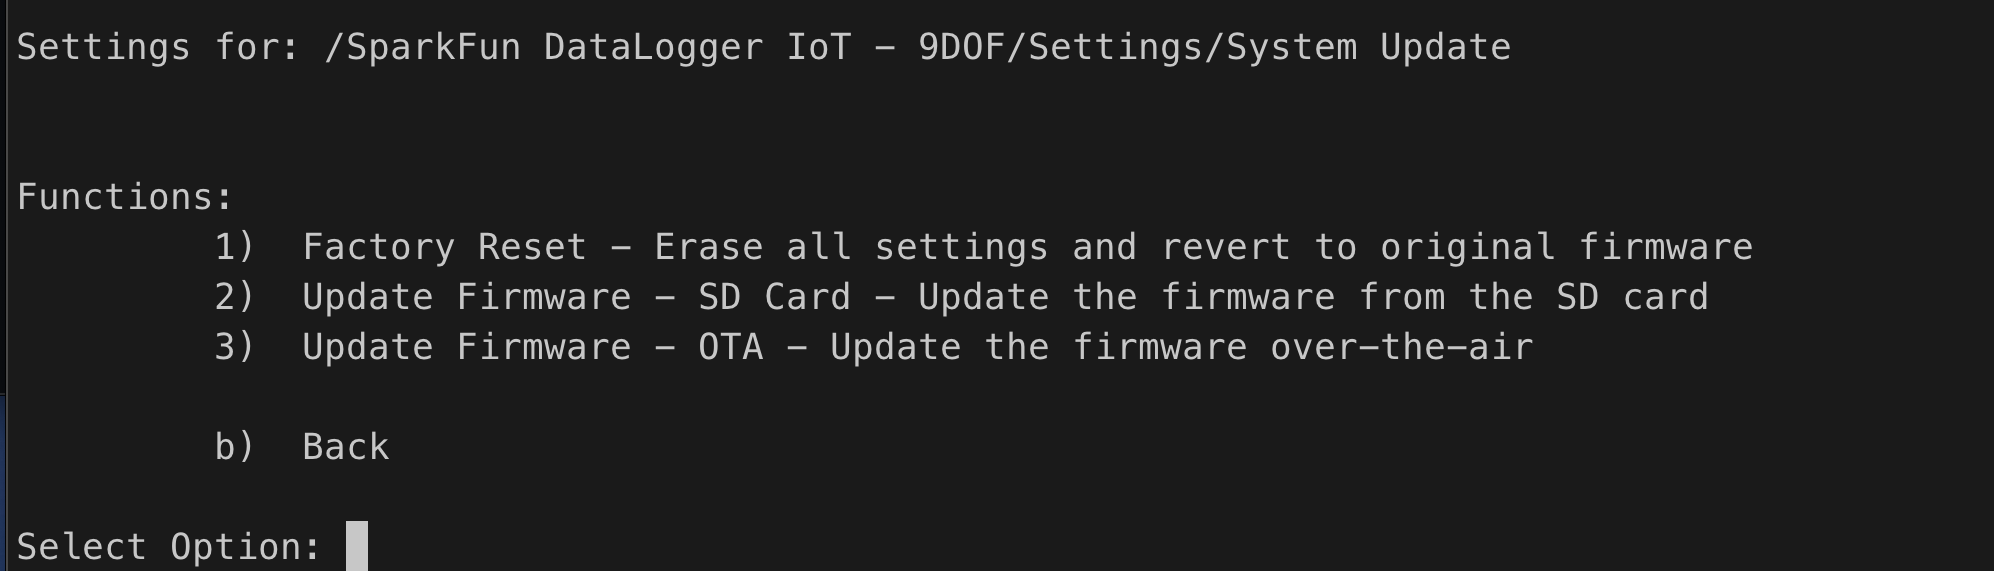 Settings for: /SparkFun DataLogger IoT – 9DOF/Settings/System Update
Functions:
1) Factory Reset – Erase all settings and revert to original firmware
2) Update Firmware – SD Card – Update the firmware from the SD card
3) Update Firmware – OTA – Update the firmware over–the–air
b) Back
Select Option: